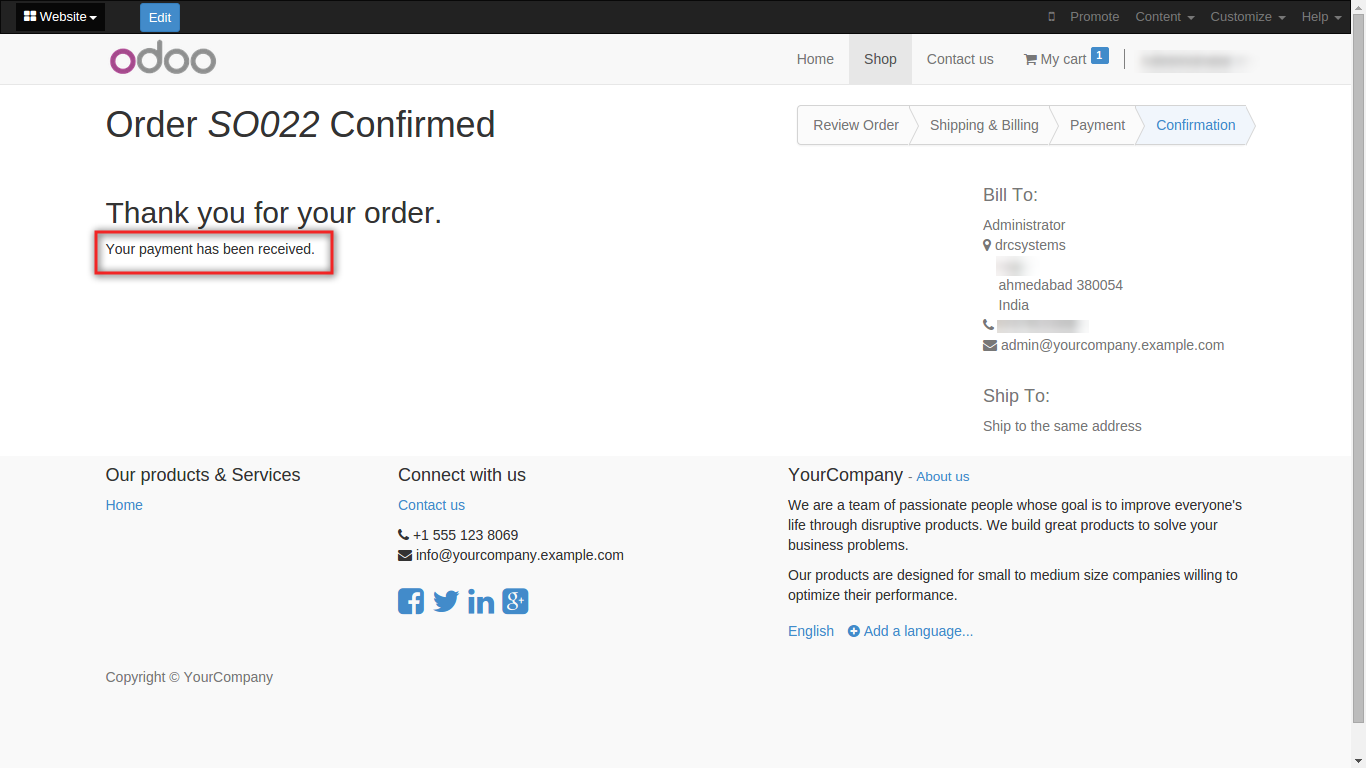 Website Edit Promote Content Customize Help
odoo Home Shop Contact us My cart 1
Order SO022 Confirmed
Review Order Shipping & Billing Payment Confirmation
Thank you for your order.
Your payment has been received.
Bill To:
Administrator
drcsystems
ahmedabad 380054
India
admin@yourcompany.example.com
Ship To:
Ship to the same address
Our products & Services
Home
Connect with us
Contact us
+1 555 123 8069
info@yourcompany.example.com
YourCompany - About us
We are a team of passionate people whose goal is to improve everyone's
life through disruptive products. We build great products to solve your
business problems.
Our products are designed for small to medium size companies willing to
optimize their performance.
English Add a language...
Copyright © YourCompany